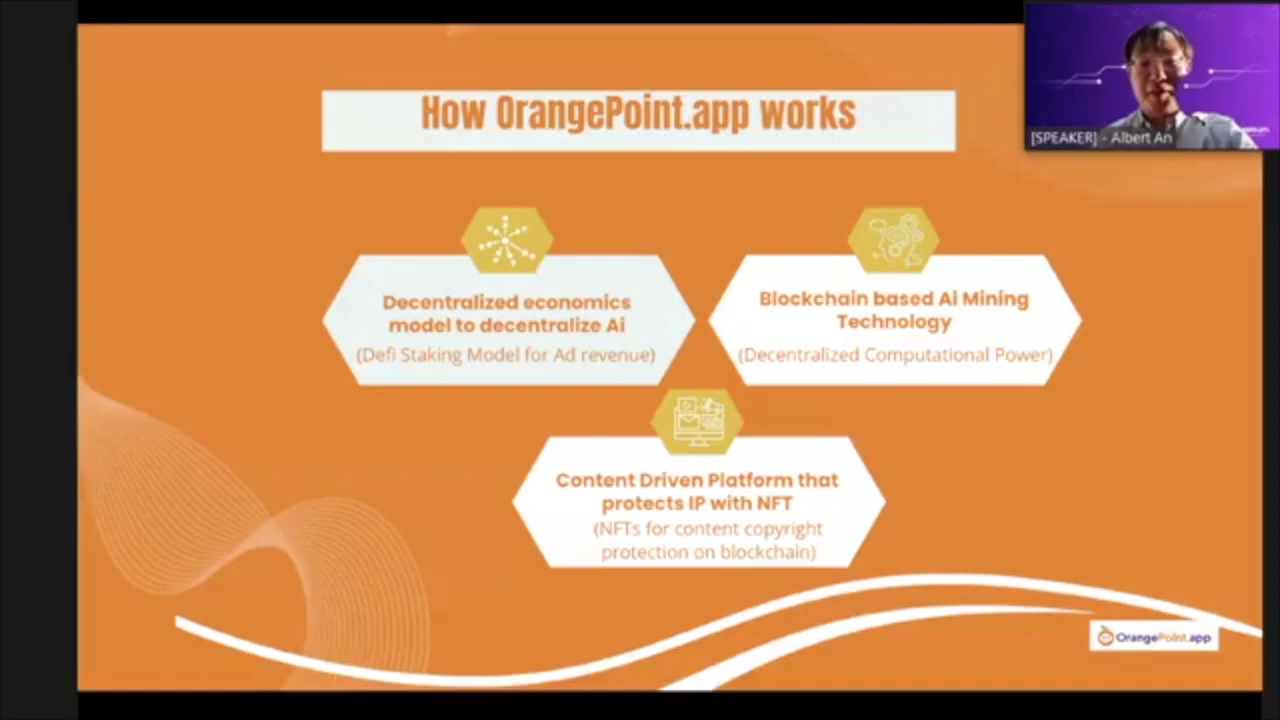 How OrangePoint.app works
[SPEAKER] - Albert An
Decentralized economics
model to decentralize Ai
(Defi Staking Model for Ad revenue)
Blockchain based Ai Mining
Technology
(Decentralized Computational Power)
Content Driven Platform that
protects IP with NFT
(NFTs for content copyright
protection on blockchain)
OrangePoint.app